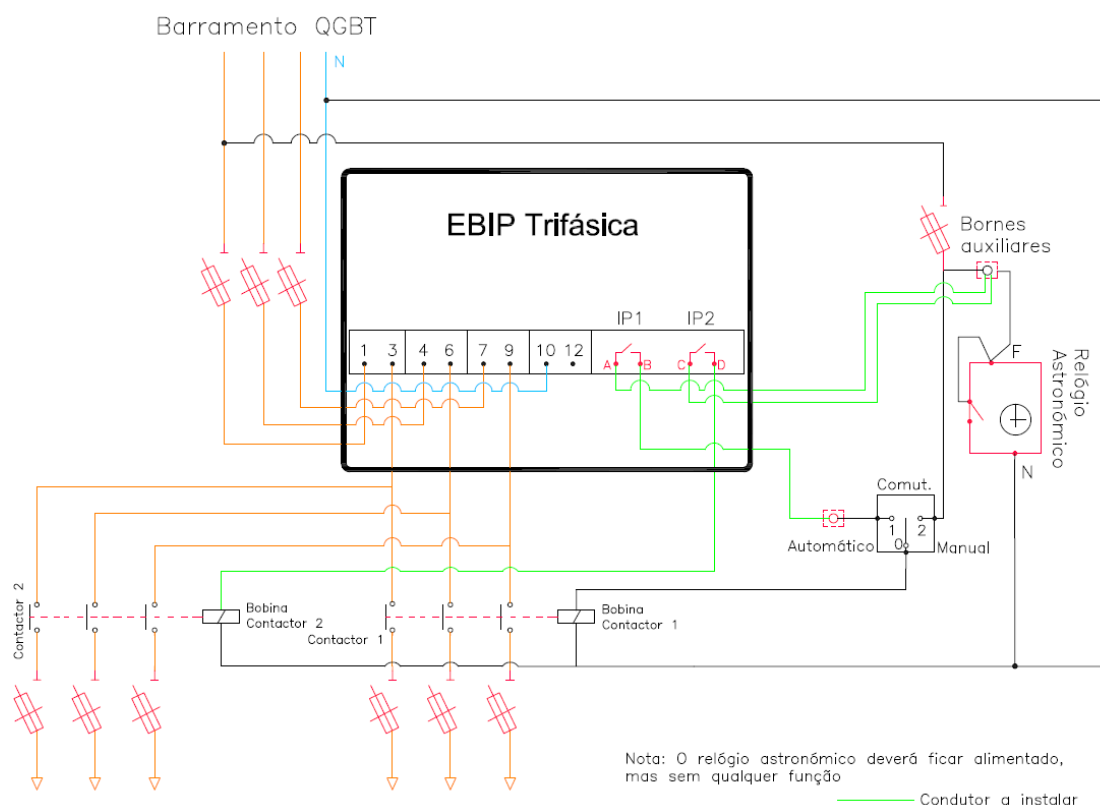 Barramento QGBT
N
EBIP Trifásica
Bornes
auxiliares
IP1 IP2
1 3 4 6 7 9 10 12
A B C D
F
Relógio
Astronómico
N
Comut.
1 2
0
Automático Manual
Contactor 2
Bobina
Contactor 2
Contactor 1
Bobina
Contactor 1
Nota: O relógio astronómico deverá ficar alimentado,
mas sem qualquer função
Condutor a instalar